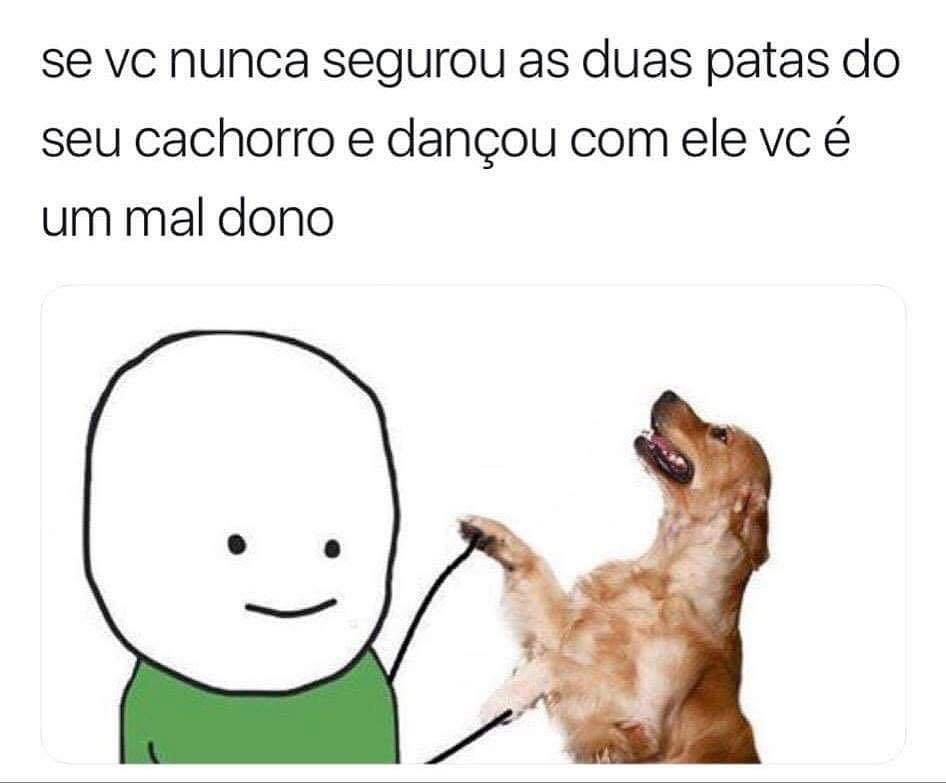 se vc nunca segurou as duas patas do
seu cachorro e dançou com ele vc é
um mal dono